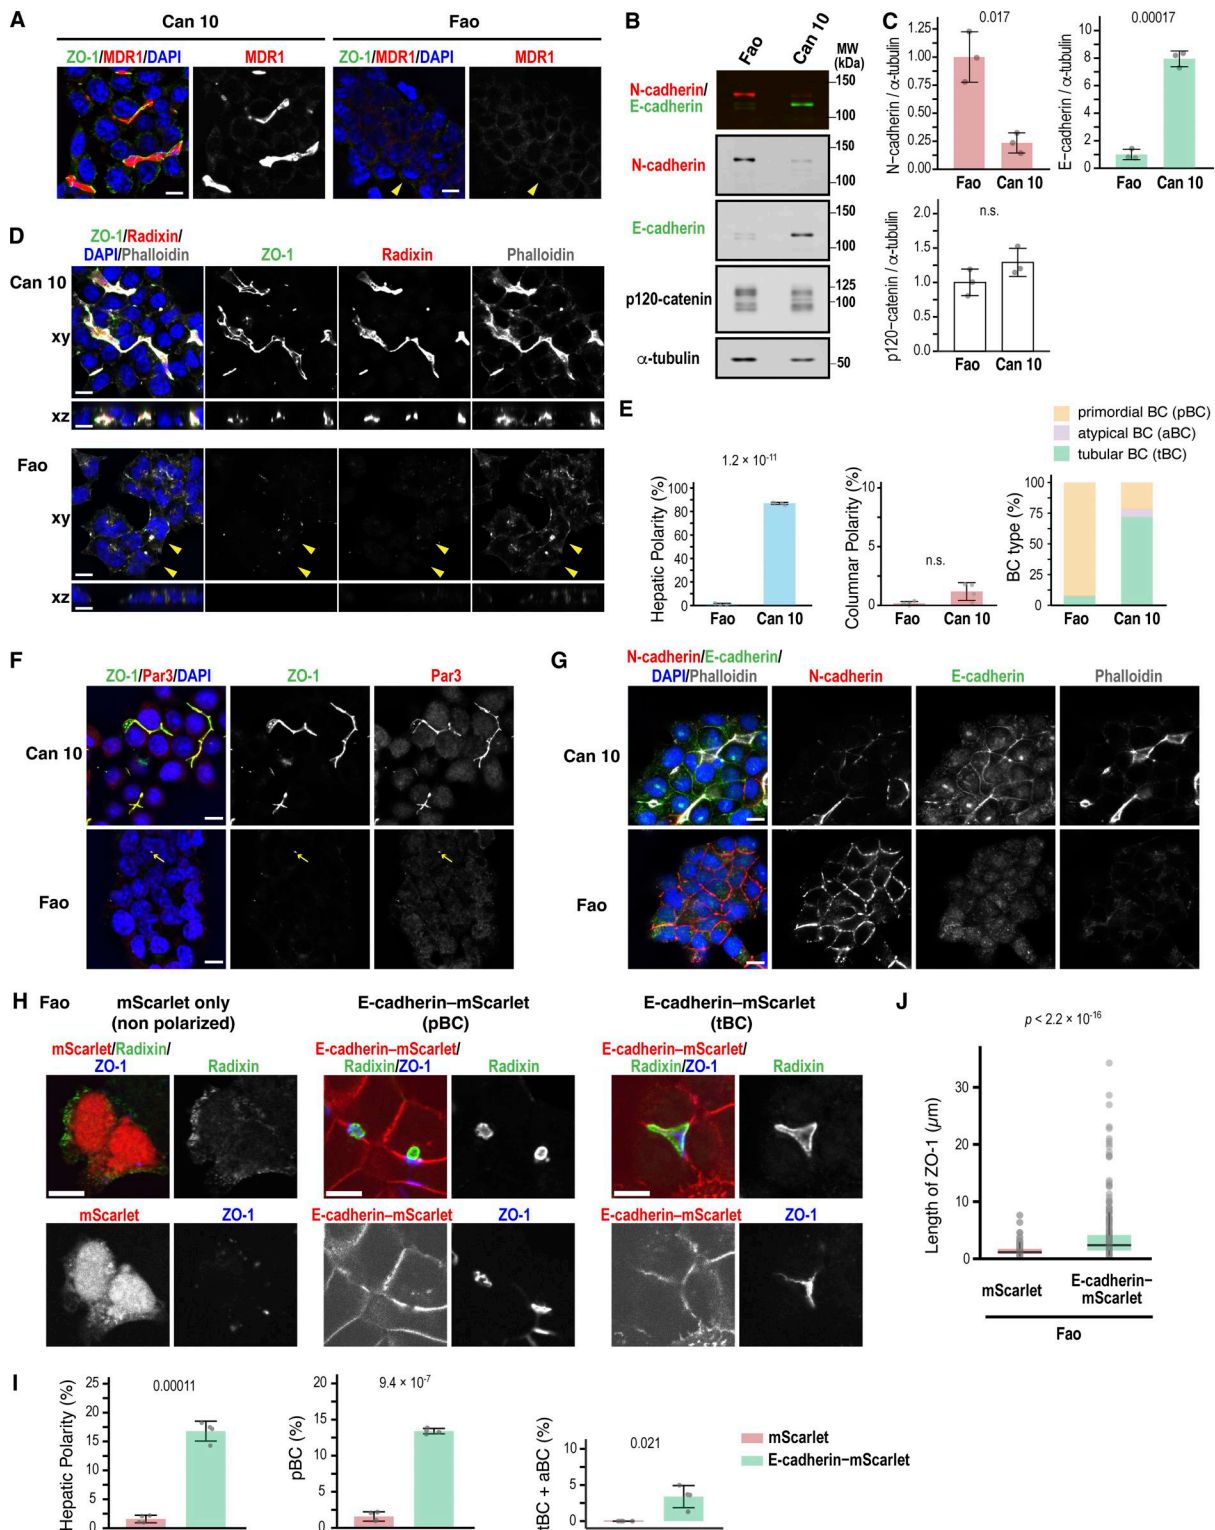 A
Can 10
Fao
ZO-1/MDR1/DAPI
MDR1
ZO-1/MDR1/DAPI
MDR1
B
Fao
Can 10
MW
(kDa)
N-cadherin/
E-cadherin
150
100
N-cadherin
150
100
E-cadherin
150
100
p120-catenin
125
100
α-tubulin
50
C
0.017
N−cadherin / α-tubulin
1.25
1.00
0.75
0.50
0.25
0.00
Fao
Can 10
0.00017
E−cadherin / α-tubulin
10
8
6
4
2
0
Fao
Can 10
n.s.
p120−catenin / α-tubulin
2.0
1.5
1.0
0.5
0.0
Fao
Can 10
D
ZO-1/Radixin/
DAPI/Phalloidin
ZO-1
Radixin
Phalloidin
Can 10
xy
xz
Fao
xy
xz
E
primordial BC (pBC)
atypical BC (aBC)
tubular BC (tBC)
1.2 × 10-11
Hepatic Polarity (%)
100
80
60
40
20
0
Fao
Can 10
n.s.
Columnar Polarity (%)
10
5
0
Fao
Can 10
BC type (%)
100
75
50
25
0
Fao
Can 10
F
ZO-1/Par3/DAPI
ZO-1
Par3
Can 10
Fao
G
N-cadherin/E-cadherin/
DAPI/Phalloidin
N-cadherin
E-cadherin
Phalloidin
Can 10
Fao
H
Fao
mScarlet only
(non polarized)
E-cadherin–mScarlet
(pBC)
E-cadherin–mScarlet
(tBC)
mScarlet/Radixin/
ZO-1
Radixin
E-cadherin–mScarlet/
Radixin/ZO-1
Radixin
E-cadherin–mScarlet/
Radixin/ZO-1
Radixin
mScarlet
ZO-1
E-cadherin–mScarlet
ZO-1
E-cadherin–mScarlet
ZO-1
J
p < 2.2 × 10-16
Length of ZO-1 (µm)
30
20
10
0
mScarlet
E-cadherin–
mScarlet
Fao
I
0.00011
Hepatic Polarity (%)
25
20
15
10
5
0
9.4 × 10-7
pBC (%)
20
15
10
5
0
0.021
tBC + aBC (%)
10
5
0
mScarlet
E-cadherin−mScarlet